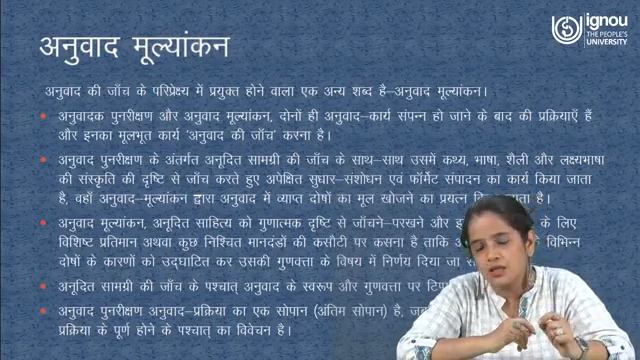 ignou
THE PEOPLE'S
UNIVERSITY
अनुवाद मूल्यांकन
अनुवाद की जाँच के परिप्रेक्ष्य में प्रयुक्त होने वाला एक अन्य शब्द है–अनुवाद मूल्यांकन।
अनुवादक पुनरीक्षण और अनुवाद मूल्यांकन, दोनों ही अनुवाद–कार्य संपन्न हो जाने के बाद की प्रक्रियाएँ हैं
और इनका मूलभूत कार्य 'अनुवाद की जाँच' करना है।
अनुवाद पुनरीक्षण के अंतर्गत अनूदित सामग्री की जाँच के साथ–साथ उसमें कथ्य, भाषा, शैली और लक्ष्यभाषा
की संस्कृति की दृष्टि से जाँच करते हुए अपेक्षित सुधार–संशोधन एवं फॉर्मेट संपादन का कार्य किया जाता
है, वहाँ अनुवाद–मूल्यांकन द्वारा अनुवाद में व्याप्त दोषों का मूल खोजने का प्रयत्न है।
अनुवाद मूल्यांकन, अनूदित साहित्य को गुणात्मक दृष्टि से जाँचने–परखने और के लिए
विशिष्ट प्रतिमान अथवा कुछ निश्चित मानदंडों की कसौटी पर कसना है ताकि विभिन्न
दोषों के कारणों को उद्घाटित कर उसकी गुणवत्ता के विषय में निर्णय दिया जा
अनूदित सामग्री की जाँच के पश्चात् अनुवाद के स्वरूप और गुणवत्ता पर
अनुवाद पुनरीक्षण अनुवाद–प्रक्रिया का एक सोपान (अंतिम सोपान) है,
प्रक्रिया के पूर्ण होने के पश्चात् का विवेचन है।